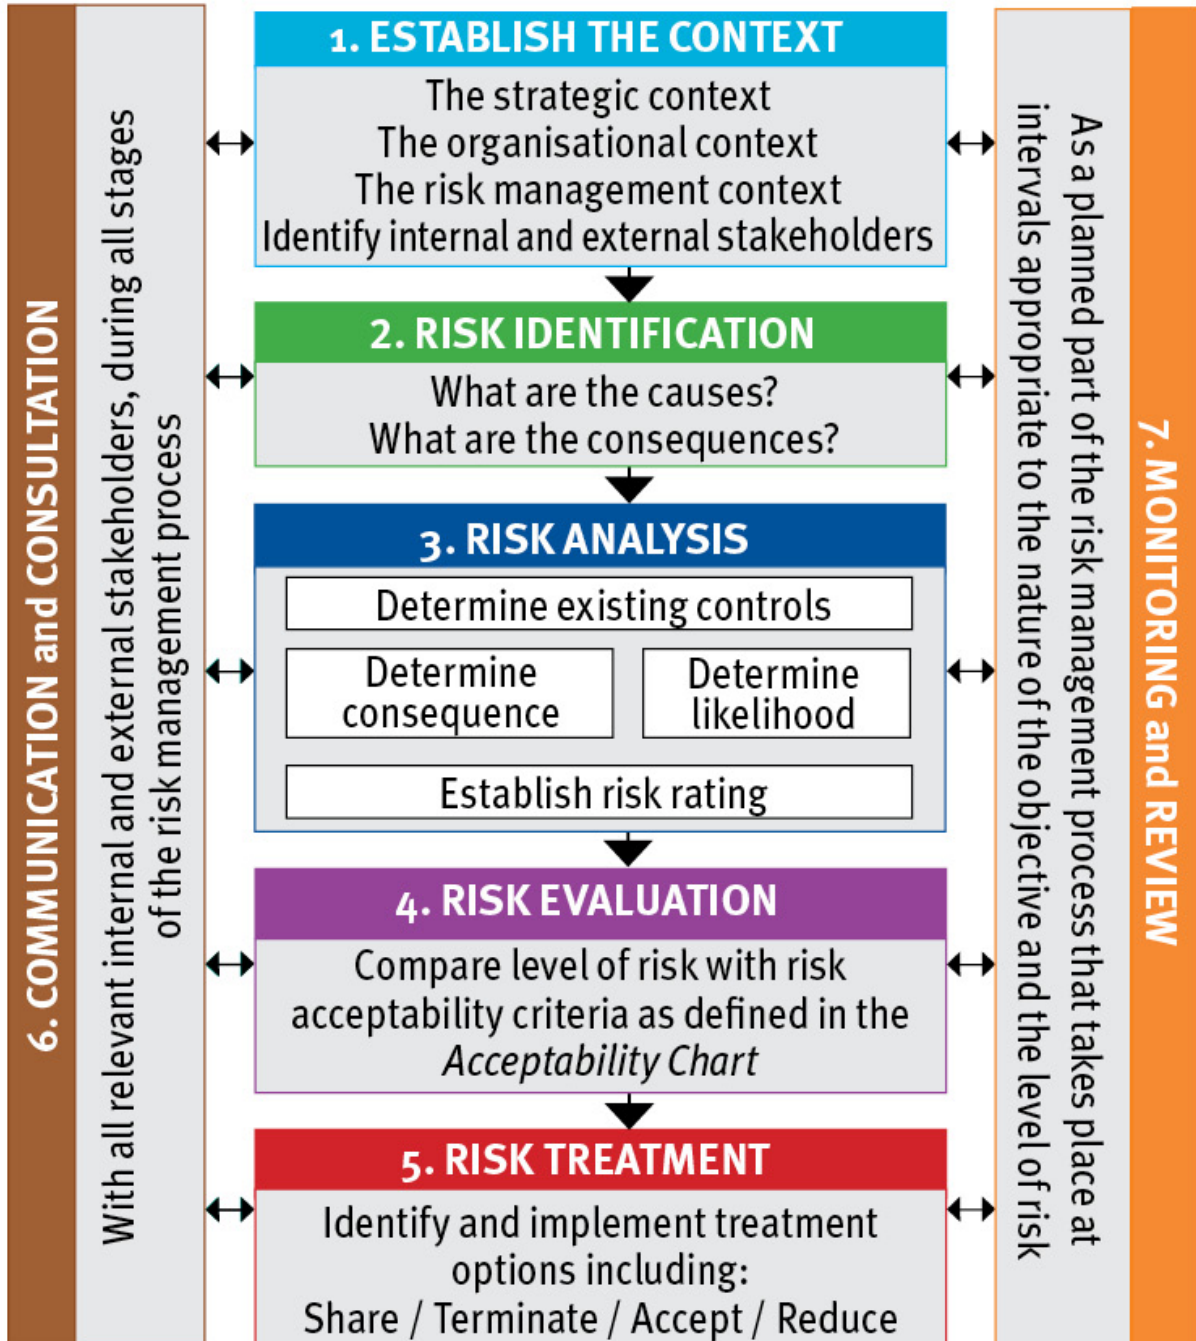 1. ESTABLISH THE CONTEXT
The strategic context
The organisational context
The risk management context
Identify internal and external stakeholders
2. RISK IDENTIFICATION
What are the causes?
What are the consequences?
3. RISK ANALYSIS
Determine existing controls
Determine
consequence
Determine
likelihood
Establish risk rating
4. RISK EVALUATION
Compare level of risk with risk
acceptability criteria as defined in the
Acceptability Chart
5. RISK TREATMENT
Identify and implement treatment
options including:
Share / Terminate / Accept / Reduce
6. COMMUNICATION and CONSULTATION
With all relevant internal and external stakeholders, during all stages
of the risk management process
7. MONITORING and REVIEW
As a planned part of the risk management process that takes place at
intervals appropriate to the nature of the objective and the level of risk